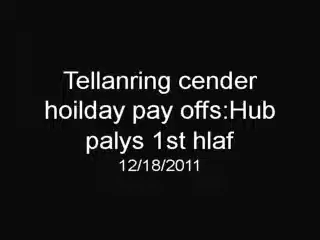 Tellanring cender
hoilday pay offs:Hub
palys 1st hlaf
12/18/2011